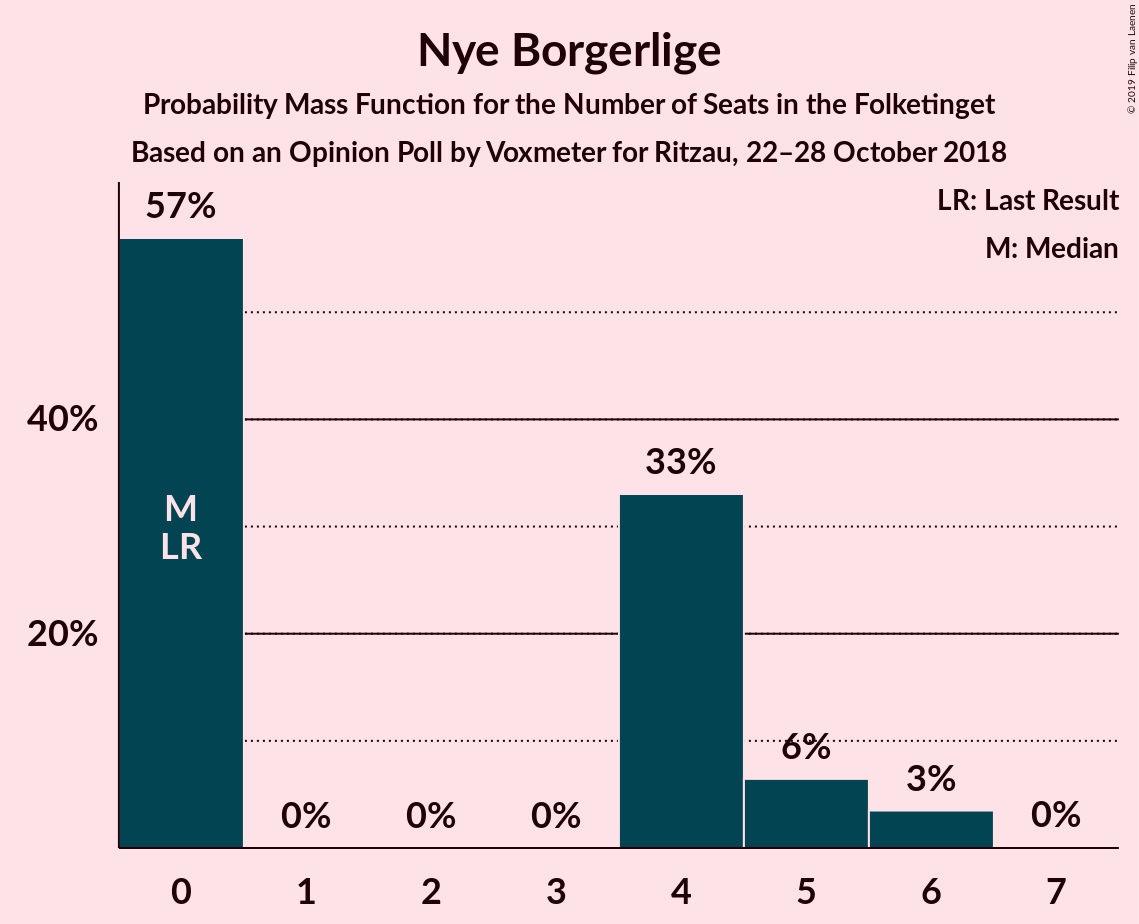 Nye Borgerlige
Probability Mass Function for the Number of Seats in the Folketinget
Based on an Opinion Poll by Voxmeter for Ritzau, 22–28 October 2018
© 2019 Filip van Laenen
LR: Last Result
M: Median
57%
40%
33%
M
LR
20%
6%
3%
0%
0%
0%
0%
0
1
2
3
4
5
6
7